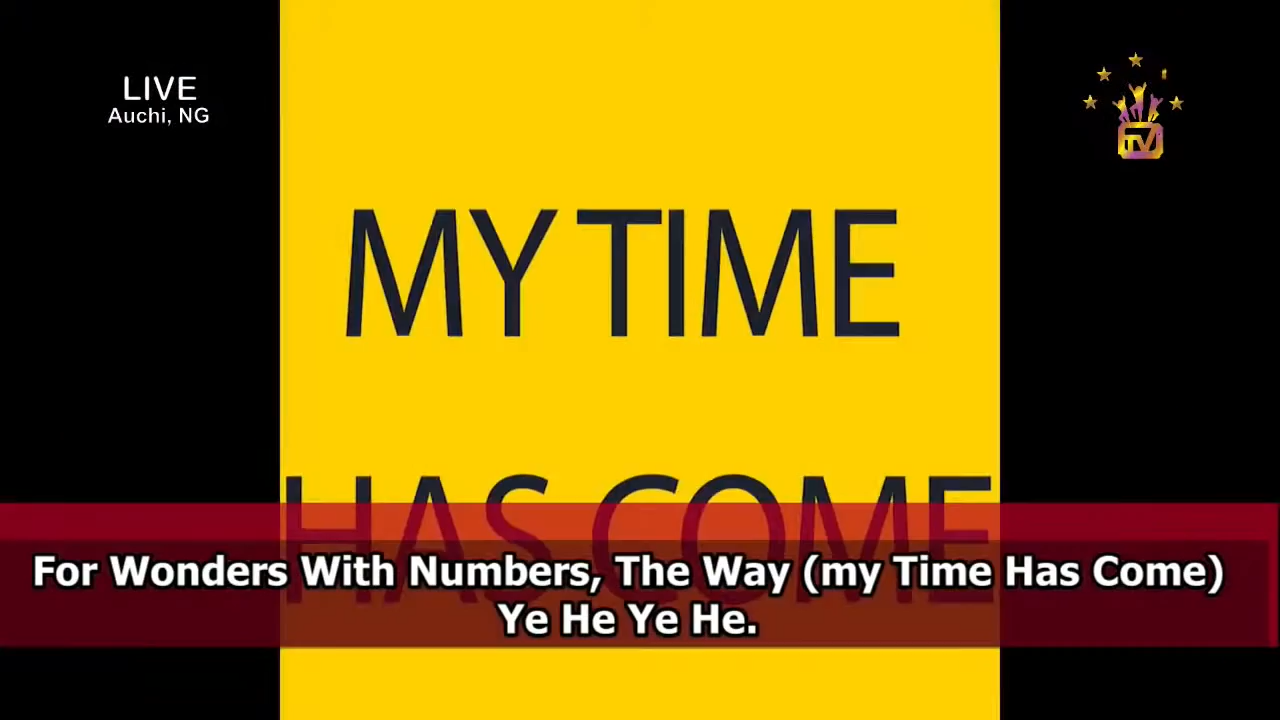 LIVE
Auchi, NG
TV
MY TIME
HAS COME
For Wonders With Numbers, The Way (my Time Has Come)
Ye He Ye He.